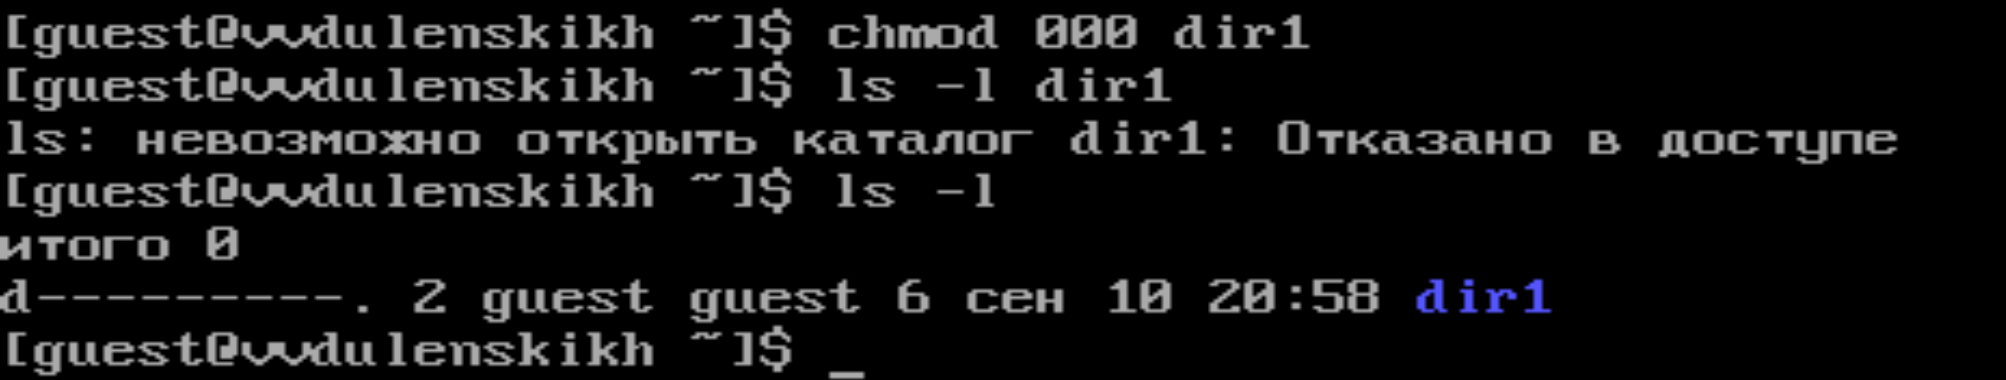 [guest@vvdulenskikh ~]$ chmod 000 dir1
[guest@vvdulenskikh ~]$ ls -l dir1
ls: невозможно открыть каталог dir1: Отказано в доступе
[guest@vvdulenskikh ~]$ ls -l
итого 0
d---------. 2 guest guest 6 сен 10 20:58 dir1
[guest@vvdulenskikh ~]$ _